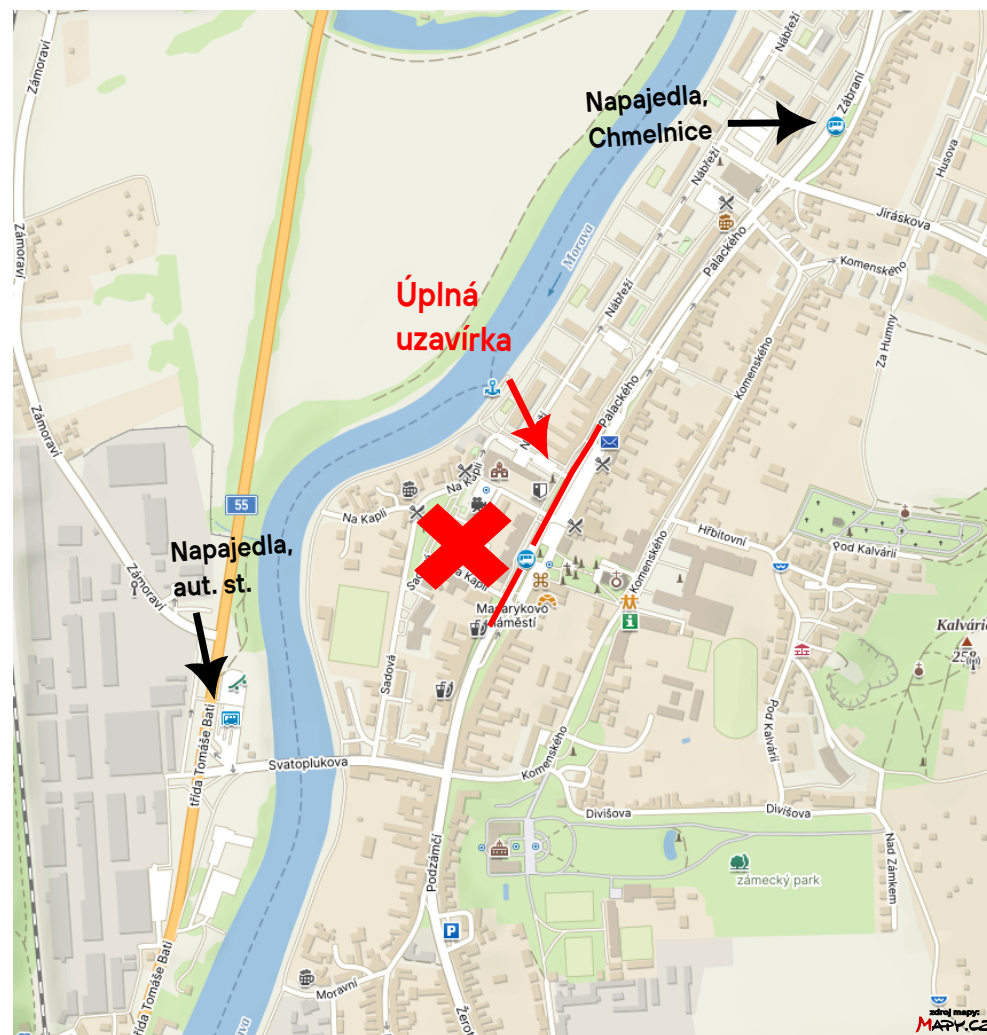 Zámoraví
Napajedla,
Chmelnice
Zábraní
Nábřeží
Husova
Nábřeží
Jiráskova
Zámoraví
Morava
Palackého
Komenského
Úplná
uzavírka
Nábřeží
Za Humny
Komenského
Palackého
Zámoraví
Na Kapli
55
Na Kaplí
Hřbitovní
Pod Kalvárií
Napajedla,
aut. st.
Komenského
Zámoraví
Masarykovo
náměstí
Kalvárie
258
Sadová
Pod Kalvárií
třída Tomáše Bati
Svatoplukova
Komenského
Divišova
Divišova
Podzámčí
Nad Zámkem
zámecký park
P
třída Tomáše Bati
Moravní
zdroj mapy:
MAPY.CZ